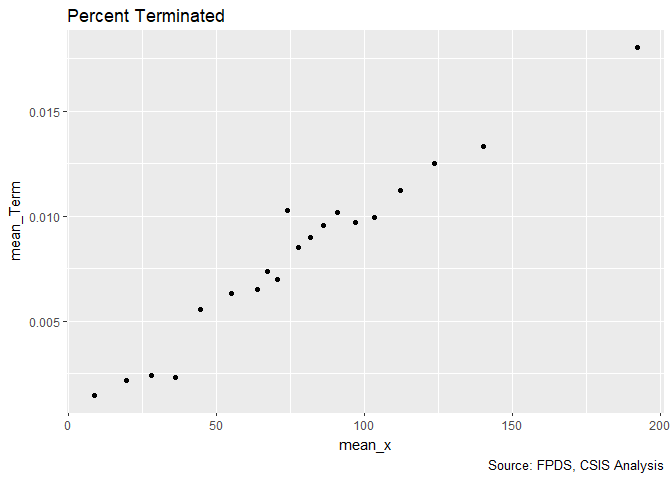 Percent Terminated
mean_Term
0.015
0.010
0.005
0
50
100
150
200
mean_x
Source: FPDS, CSIS Analysis